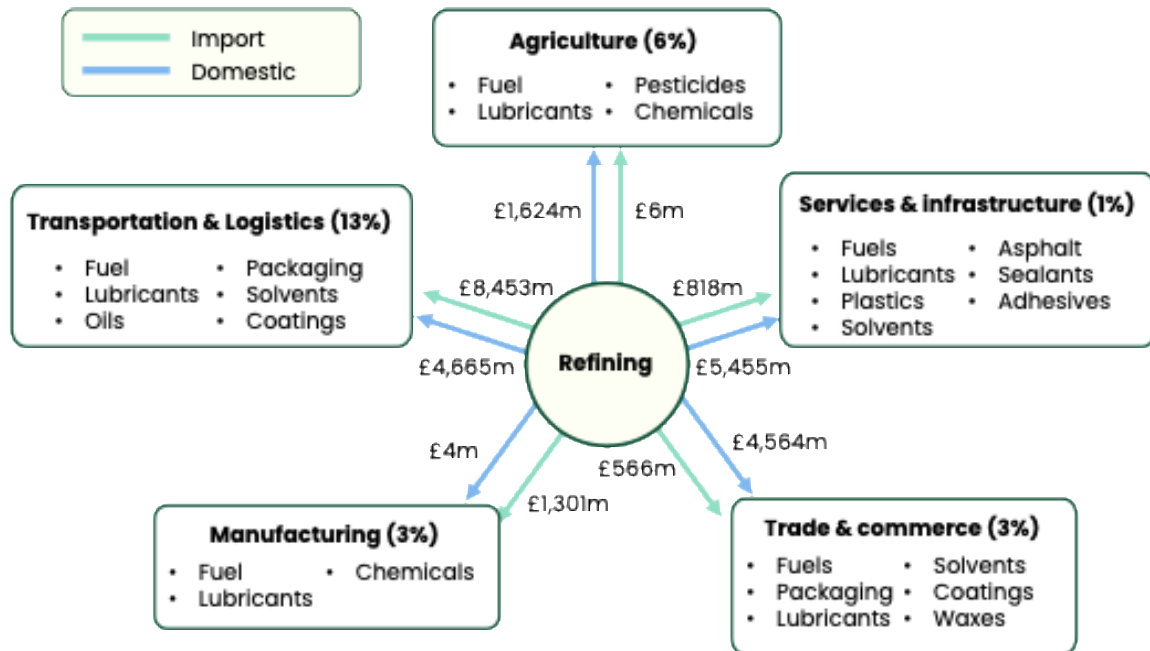 Import
Domestic
Agriculture (6%)
• Fuel
• Lubricants
• Pesticides
• Chemicals
Transportation & Logistics (13%)
• Fuel
• Lubricants
• Oils
• Packaging
• Solvents
• Coatings
Services & infrastructure (1%)
• Fuels
• Lubricants
• Plastics
• Solvents
• Asphalt
• Sealants
• Adhesives
£1,624m
£6m
£8,453m
£818m
£4,665m
Refining
£5,455m
£4m
£1,301m
£566m
£4,564m
Manufacturing (3%)
• Fuel
• Lubricants
• Chemicals
Trade & commerce (3%)
• Fuels
• Packaging
• Lubricants
• Solvents
• Coatings
• Waxes